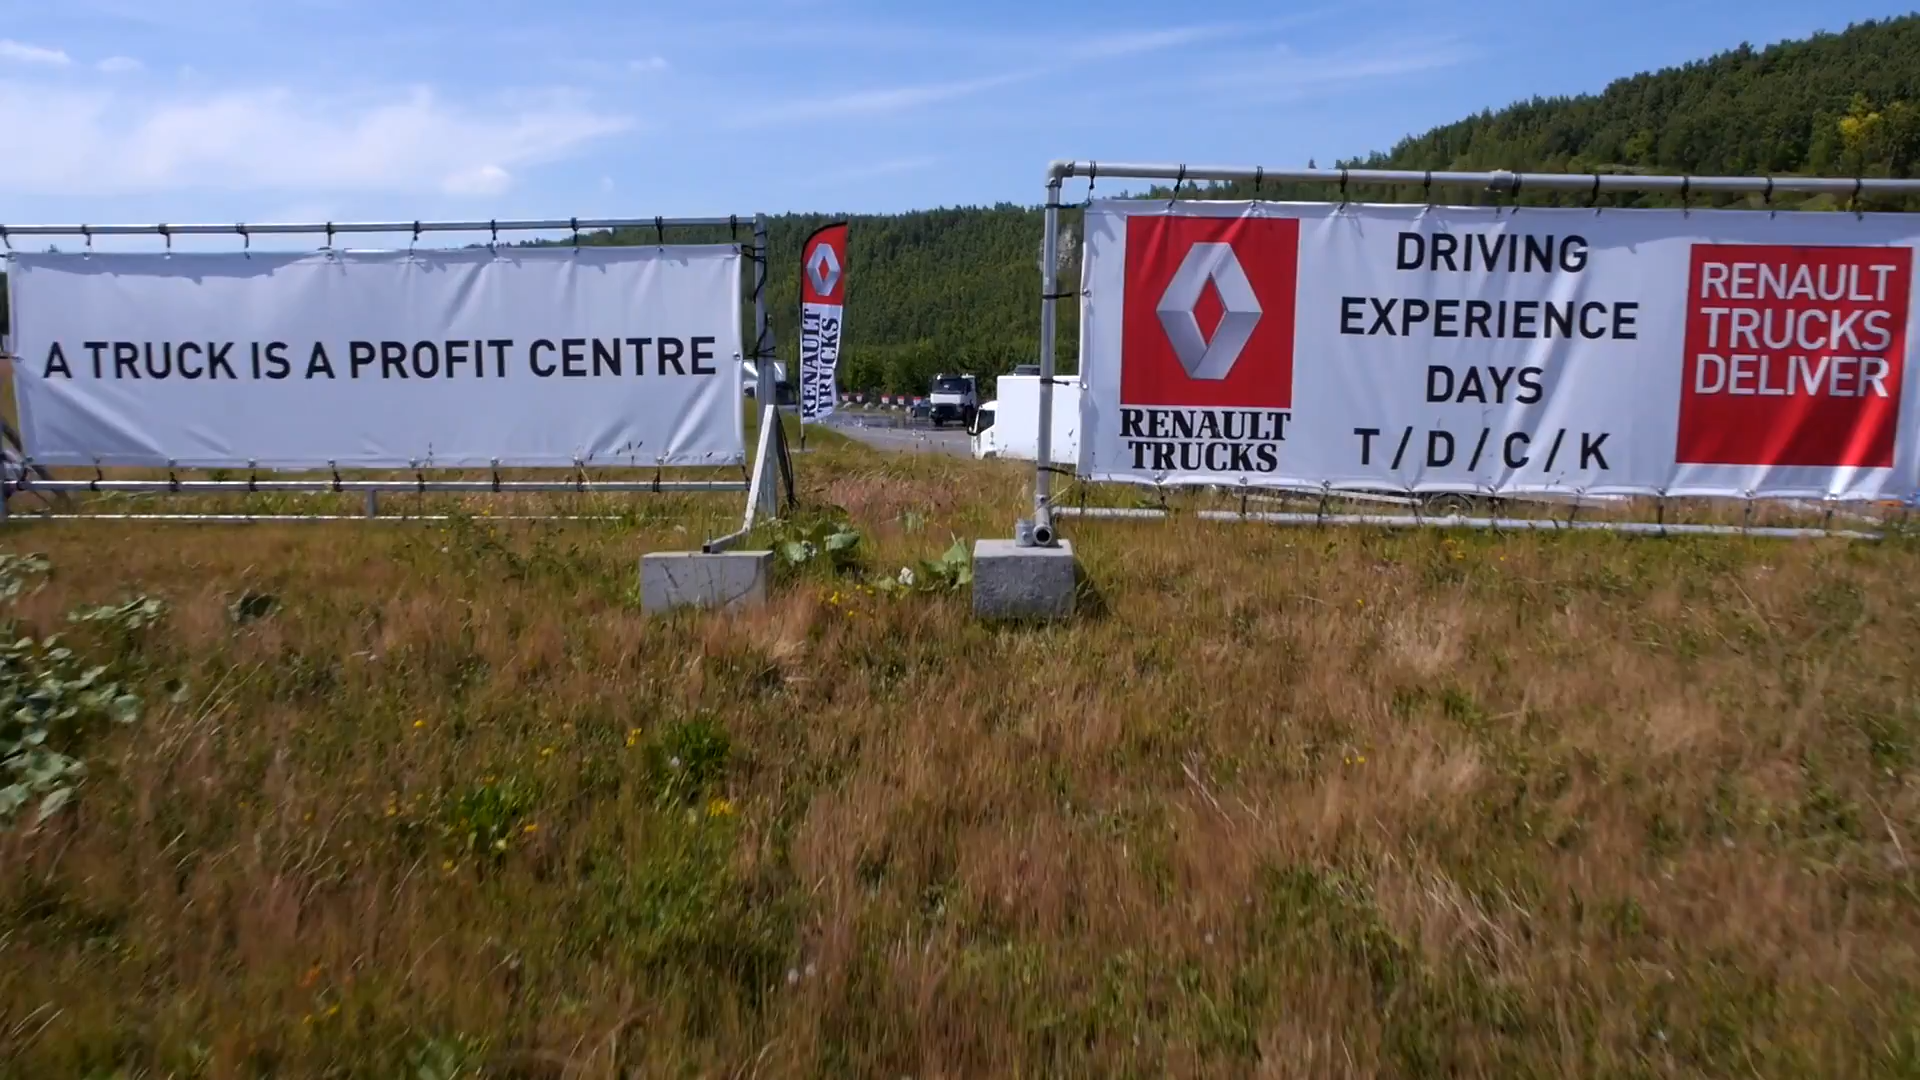 A TRUCK IS A PROFIT CENTRE
RENAULT
TRUCKS
RENAULT
TRUCKS
DRIVING
EXPERIENCE
DAYS
T/D/C/K
RENAULT
TRUCKS
DELIVER